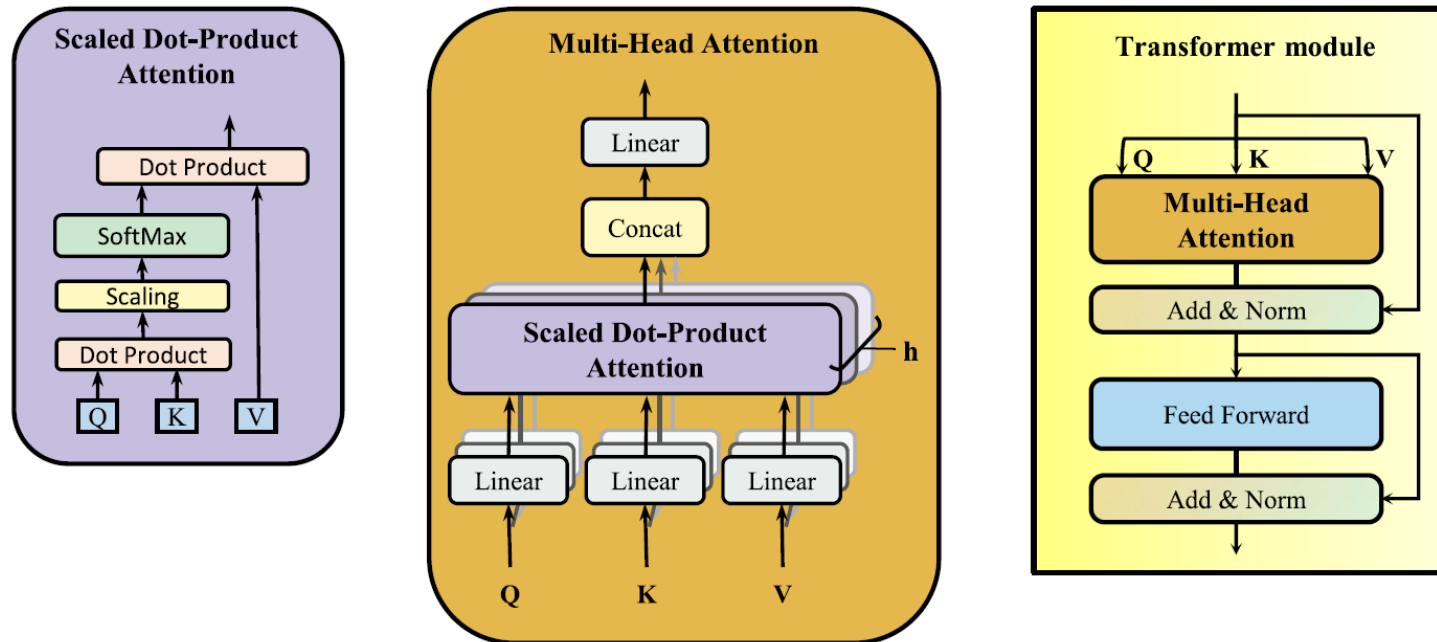 Scaled Dot-Product
Attention
Dot Product
SoftMax
Scaling
Dot Product
Q K V
Multi-Head Attention
Linear
Concat
Scaled Dot-Product
Attention
h
Linear Linear Linear
Q K V
Transformer module
Q K V
Multi-Head
Attention
Add & Norm
Feed Forward
Add & Norm